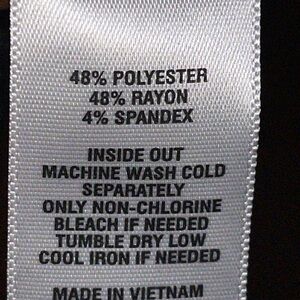 48% POLYESTER
48% RAYON
4% SPANDEX
INSIDE OUT
MACHINE WASH COLD
SEPARATELY
ONLY NON-CHLORINE
BLEACH IF NEEDED
TUMBLE DRY LOW
COOL IRON IF NEEDED
MADE IN VIETNAM